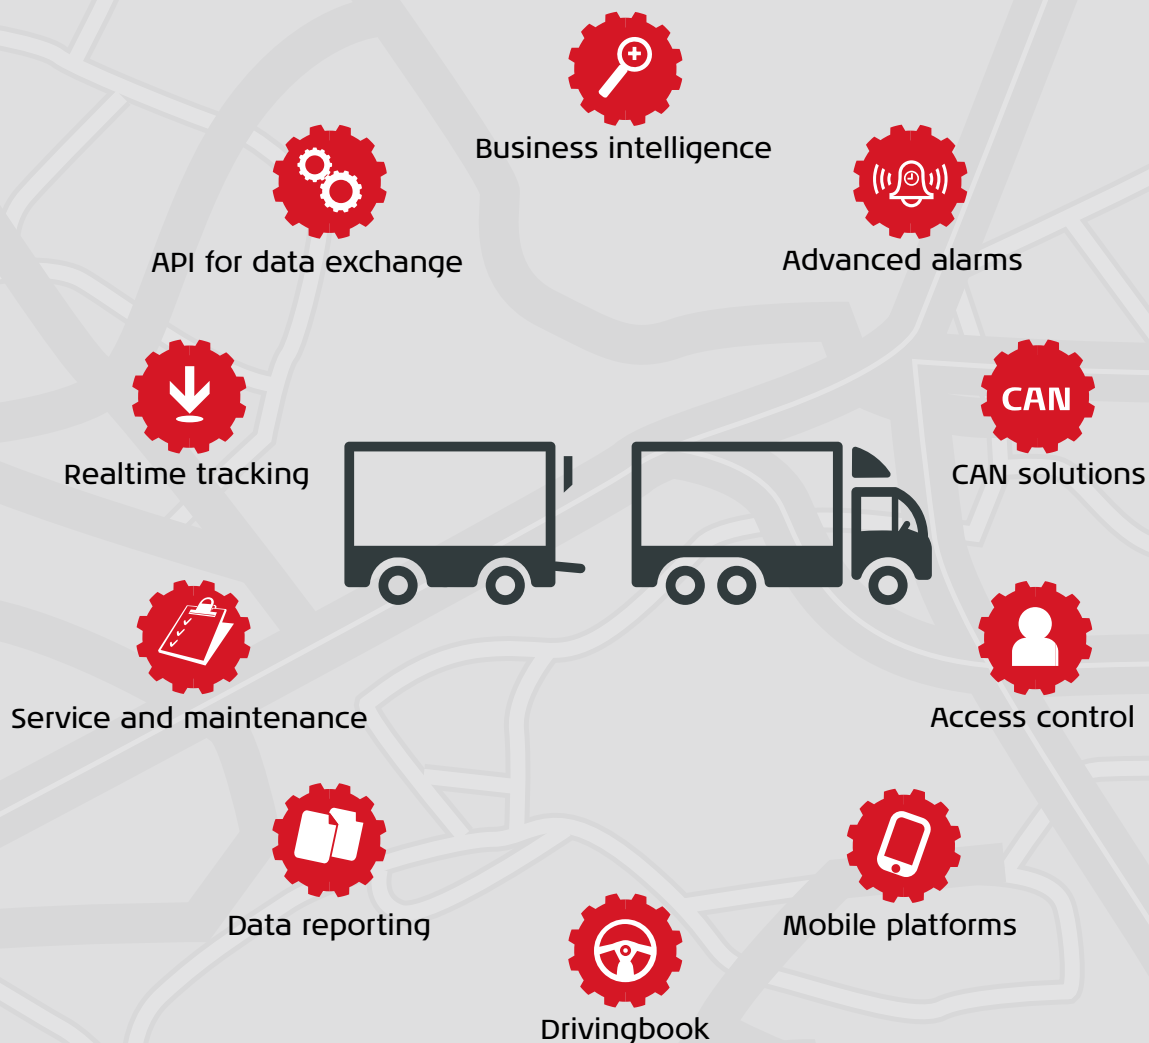 Business intelligence
API for data exchange
Advanced alarms
Realtime tracking
CAN
CAN solutions
Service and maintenance
Access control
Data reporting
Mobile platforms
Drivingbook